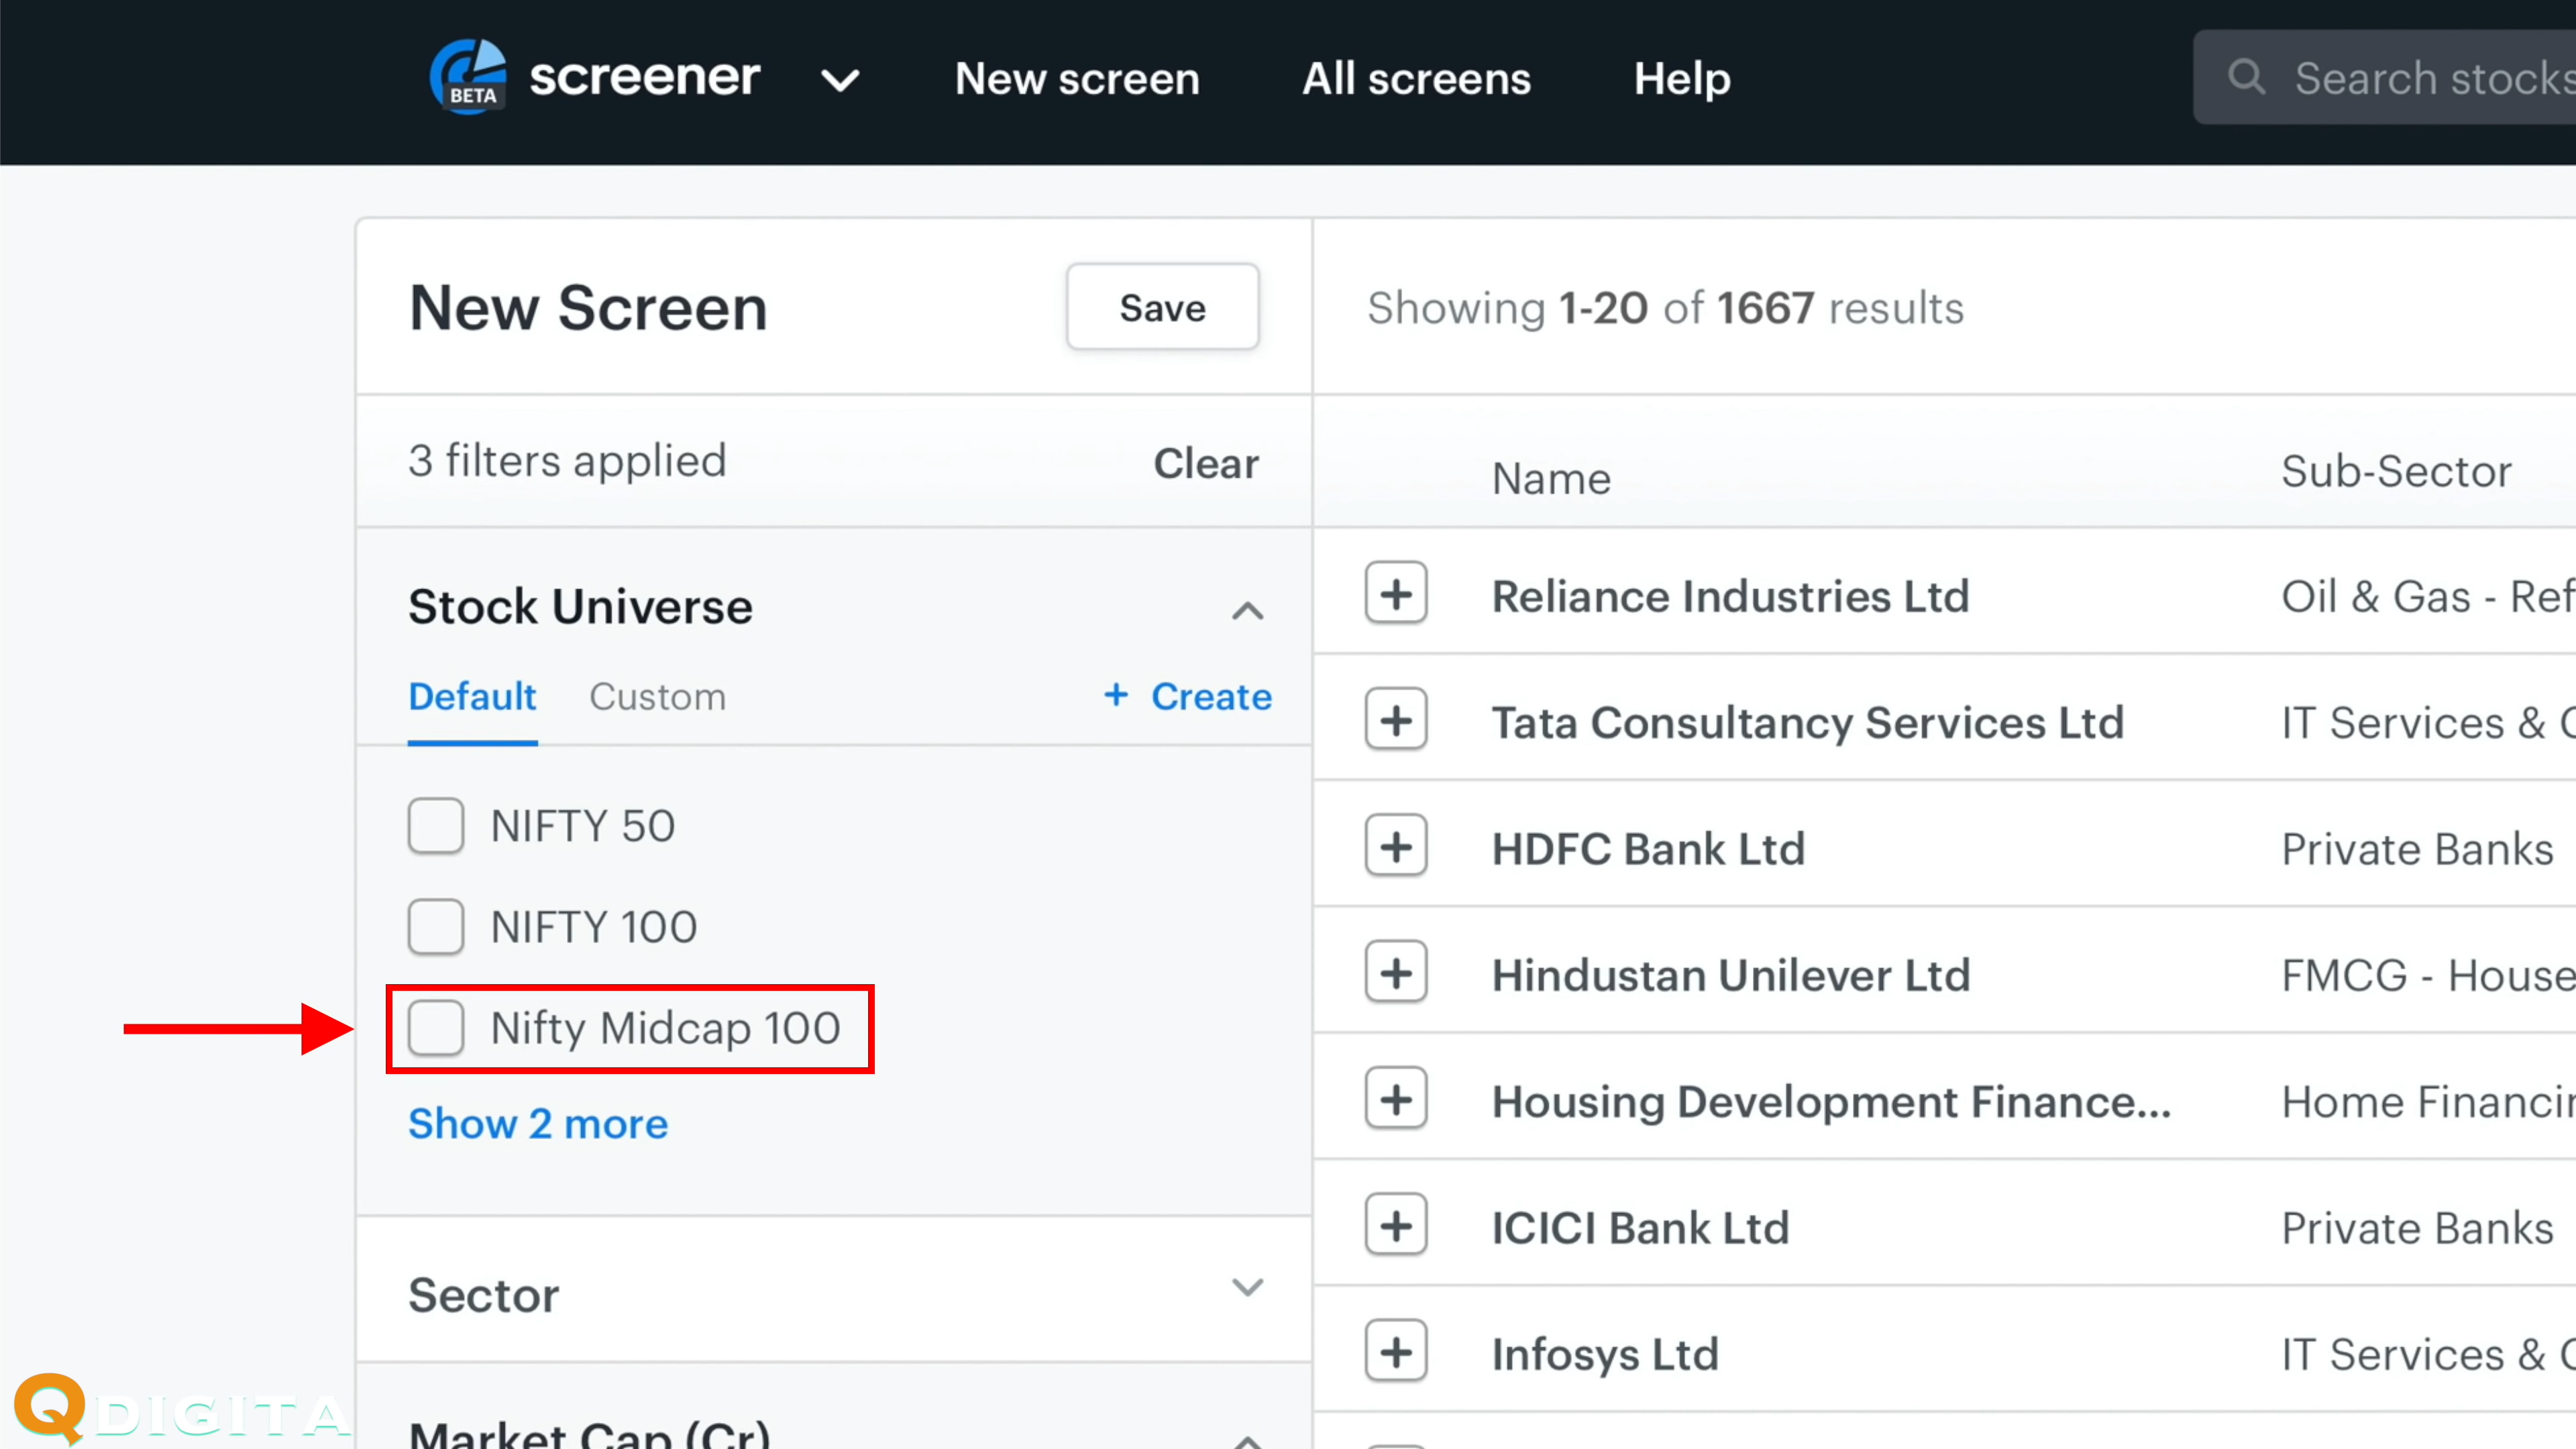 BETA screener New screen All screens Help Search stocks
New Screen Save
Showing 1-20 of 1667 results
3 filters applied Clear
Name Sub-Sector
Stock Universe
Default Custom + Create
NIFTY 50
NIFTY 100
Nifty Midcap 100
Show 2 more
Sector
Market Cap (Cr)
Reliance Industries Ltd Oil & Gas - Ref
Tata Consultancy Services Ltd IT Services & C
HDFC Bank Ltd Private Banks
Hindustan Unilever Ltd FMCG - House
Housing Development Finance... Home Financin
ICICI Bank Ltd Private Banks
Infosys Ltd IT Services & C
QDIGITA